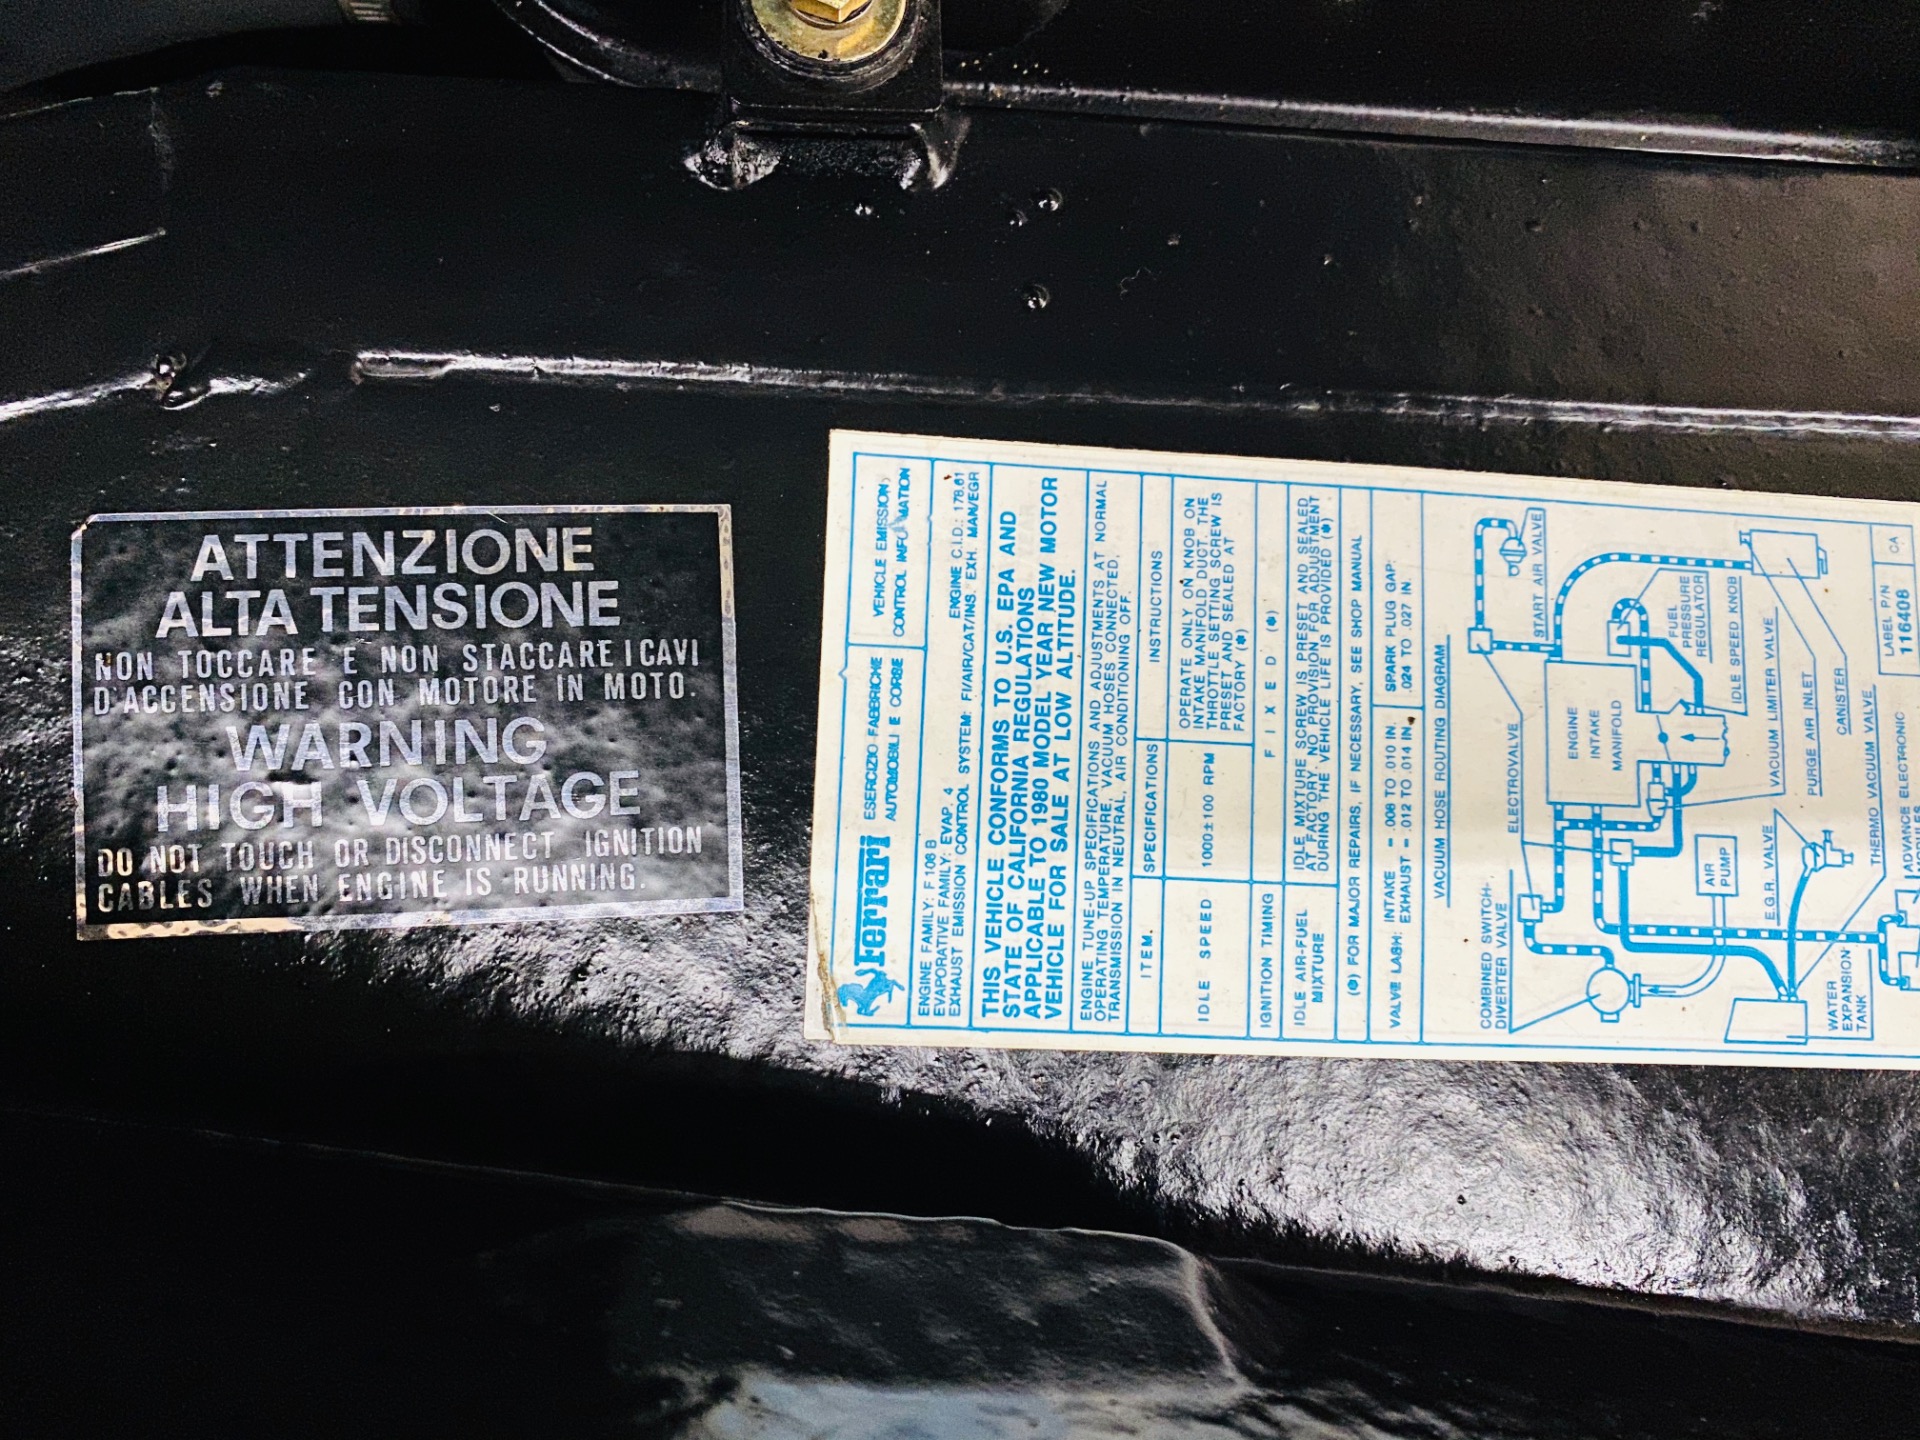 ATTENZIONE
ALTA TENSIONE
NON TOCCARE E NON STACCARE I CAVI
D'ACCENSIONE CON MOTORE IN MOTO.
WARNING
HIGH VOLTAGE
DO NOT TOUCH OR DISCONNECT IGNITION
CABLES WHEN ENGINE IS RUNNING.
Ferrari
ESERCIZIO FABBRICHE
AUTOMOBILI E CORSE
VEHICLE EMISSION
CONTROL INFORMATION
ENGINE FAMILY: F 106 B
ENGINE C.I.D.: 178.61
EVAPORATIVE FAMILY: EVAP. 4
EXHAUST EMISSION CONTROL SYSTEM: FI/AIR/CAT/INS. EXH. MAN/EGR
THIS VEHICLE CONFORMS TO U.S. EPA AND
STATE OF CALIFORNIA REGULATIONS
APPLICABLE TO 1980 MODEL YEAR NEW MOTOR
VEHICLE FOR SALE AT LOW ALTITUDE.
ENGINE TUNE-UP SPECIFICATIONS AND ADJUSTMENTS AT NORMAL
OPERATING TEMPERATURE, VACUUM HOSES CONNECTED,
TRANSMISSION IN NEUTRAL, AIR CONDITIONING OFF.
ITEM.
SPECIFICATIONS
INSTRUCTIONS
IDLE SPEED
1000±100 RPM
OPERATE ONLY ON KNOB ON
INTAKE MANIFOLD DUCT. THE
THROTTLE SETTING SCREW IS
PRESET AND SEALED AT
FACTORY (*)
IGNITION TIMING
FIXED (*)
IDLE AIR-FUEL
MIXTURE
IDLE MIXTURE SCREW IS PRESET AND SEALED
AT FACTORY. NO PROVISION FOR ADJUSTMENT
DURING THE VEHICLE LIFE IS PROVIDED (*)
(*) FOR MAJOR REPAIRS, IF NECESSARY, SEE SHOP MANUAL
VALVE LASH: INTAKE - .008 TO .010 IN.
EXHAUST - .012 TO .014 IN.
SPARK PLUG GAP:
.024 TO .027 IN.
VACUUM HOSE ROUTING DIAGRAM
COMBINED SWITCH-
DIVERTER VALVE
ELECTROVALVE
START AIR VALVE
ENGINE
INTAKE
MANIFOLD
FUEL
PRESSURE
REGULATOR
IDLE SPEED KNOB
AIR
PUMP
E.G.R. VALVE
VACUUM LIMITER VALVE
PURGE AIR INLET
CANISTER
WATER
EXPANSION
TANK
THERMO VACUUM VALVE
ADVANCE ELECTRONIC
LABEL P/N
116408
CA